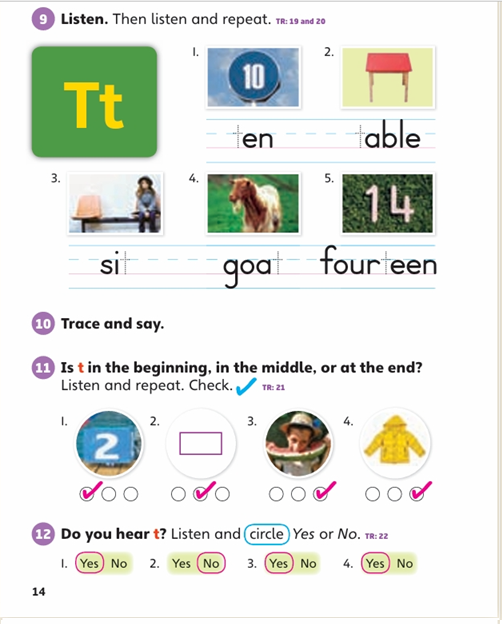 9 Listen. Then listen and repeat. TR: 19 and 20
Tt
1.
10
2.
ten
table
3.
4.
5.
14
sit
goat
fourteen
10 Trace and say.
11 Is t in the beginning, in the middle, or at the end?
Listen and repeat. Check. TR: 21
1.
2
2.
3.
4.
12 Do you hear t? Listen and circle Yes or No. TR: 22
1. Yes No 2. Yes No 3. Yes No 4. Yes No
14